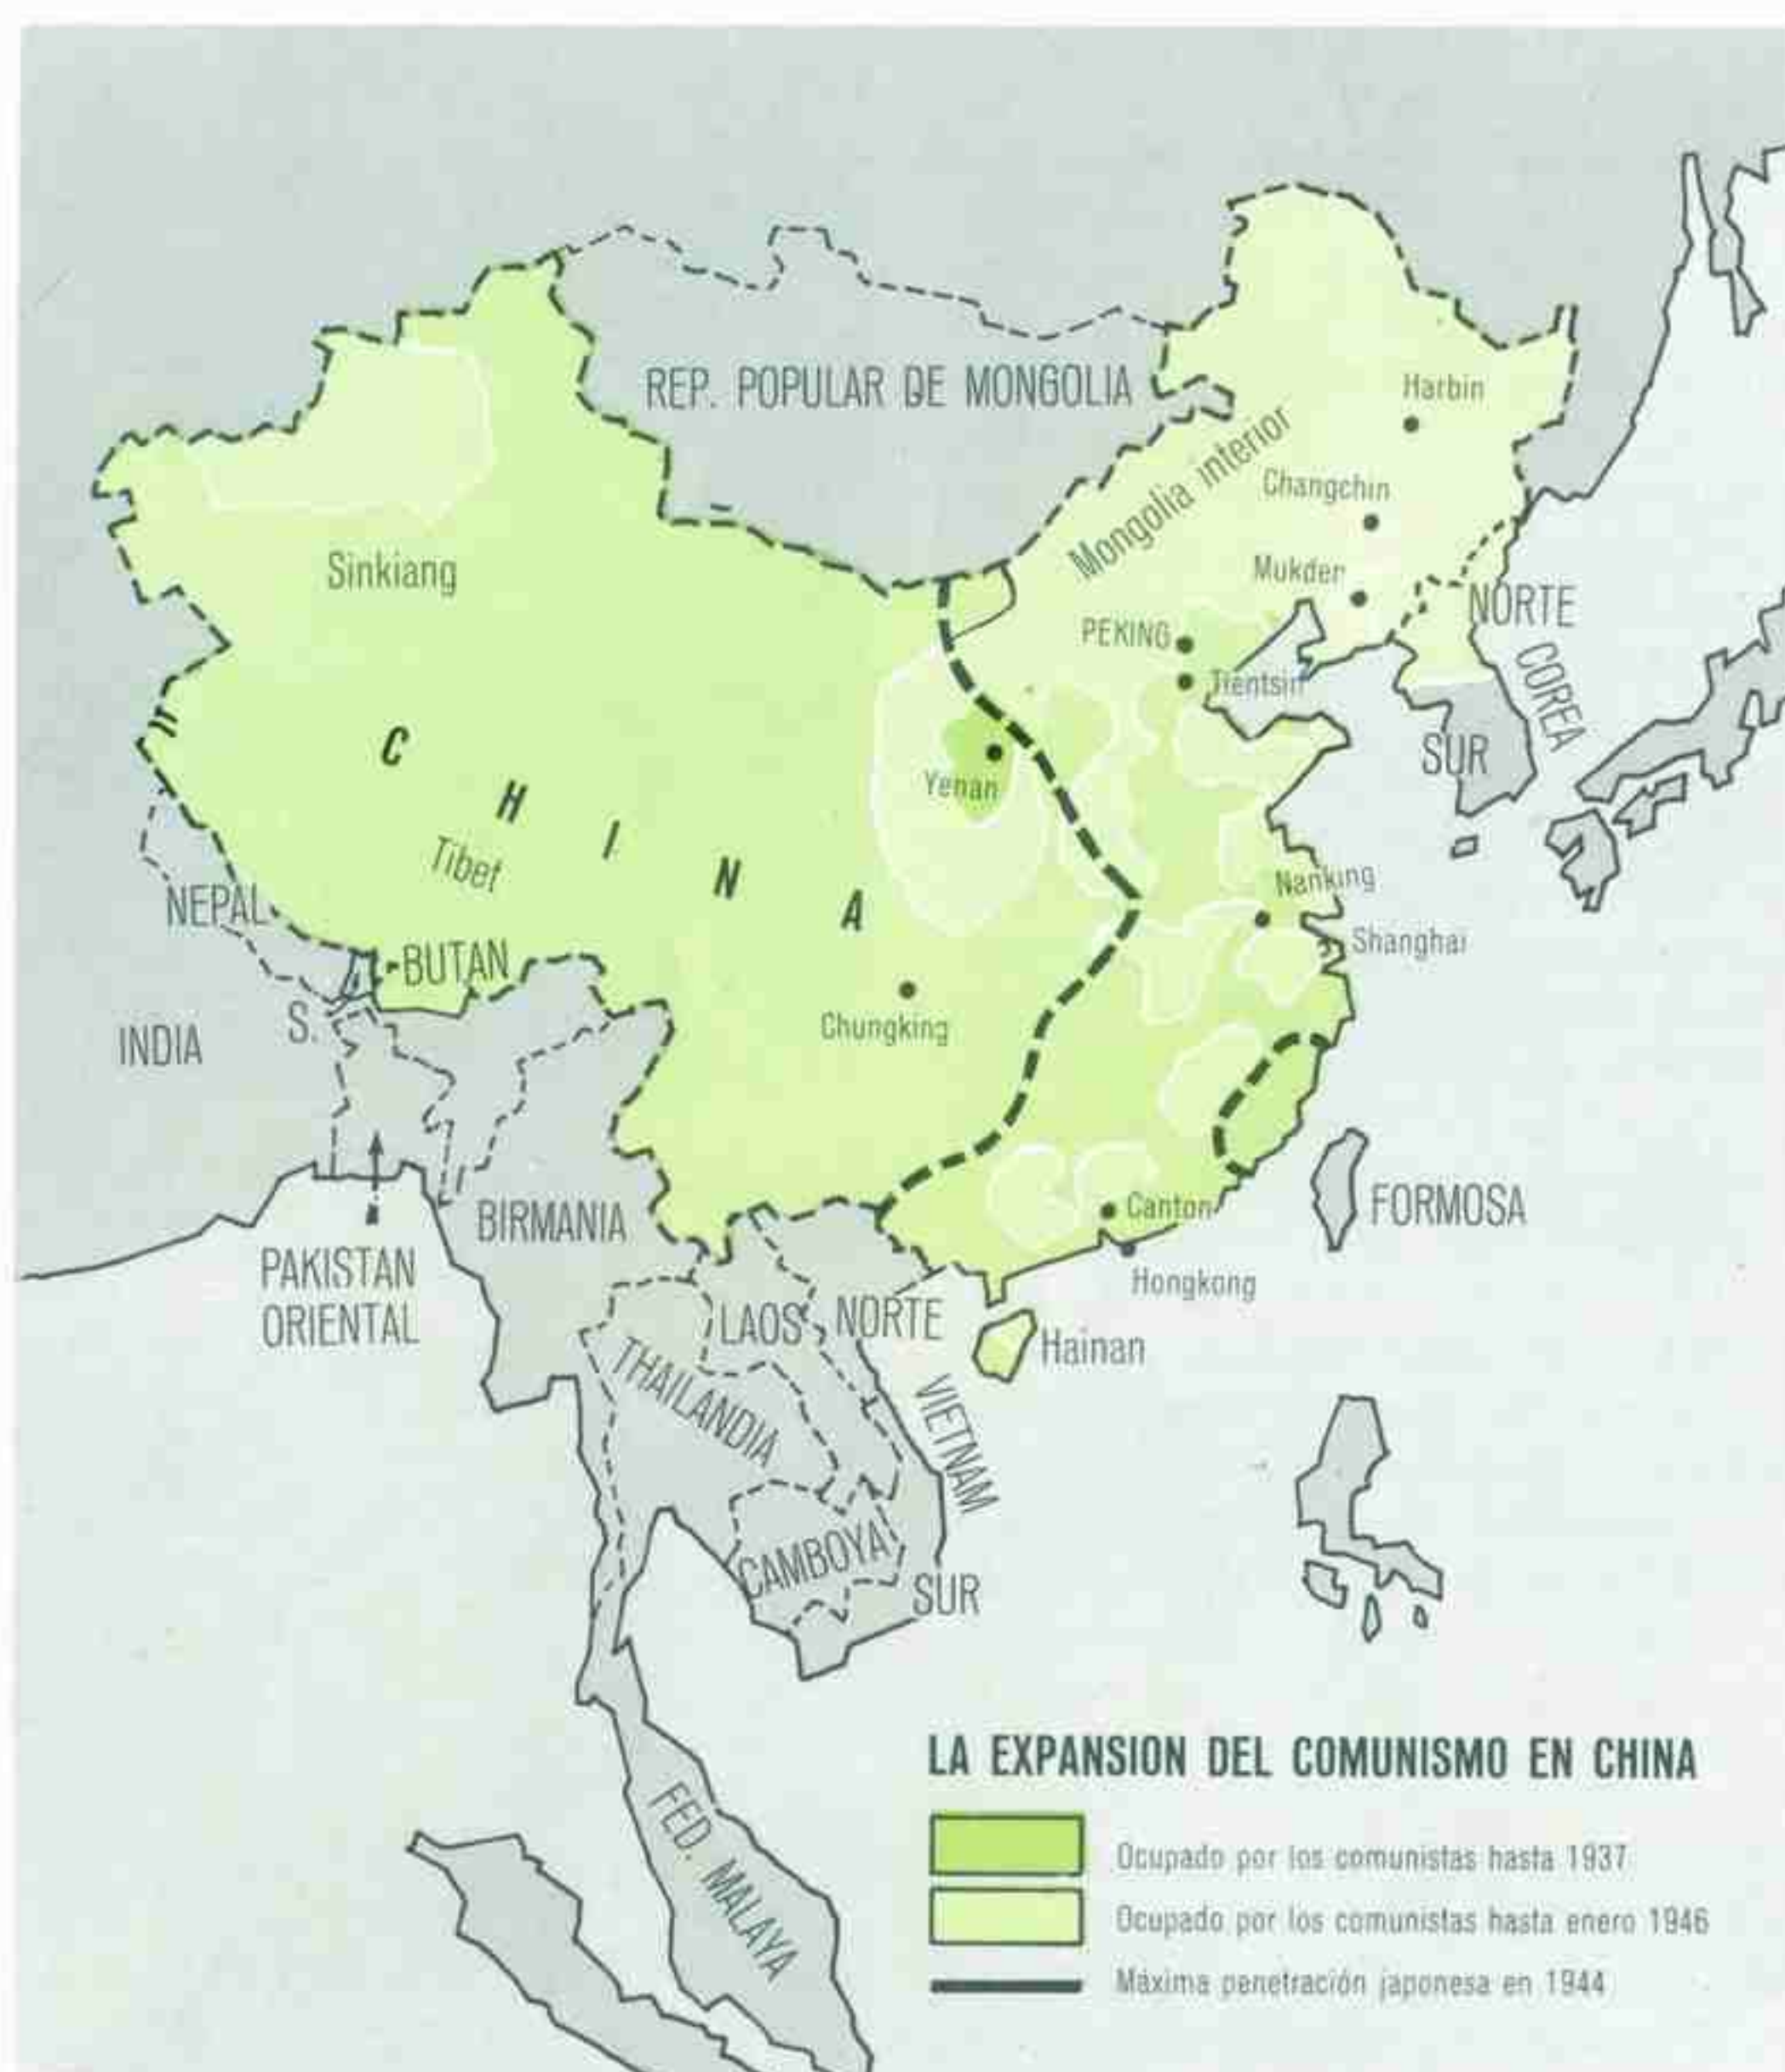 REP. POPULAR DE MONGOLIA
Harbin
Mongolia interior
Changchin
Mukden
Sinkiang
NORTE
PEKING
COREA
Tientsin
SUR
Yenan
CHINA
Tibet
Nanking
NEPAL
Shanghai
BUTAN
S.
Chungking
INDIA
Canton
FORMOSA
BIRMANIA
PAKISTAN
ORIENTAL
Hongkong
LAOS
NORTE
Hainan
THAILANDIA
VIETNAM
CAMBOYA
SUR
LA EXPANSION DEL COMUNISMO EN CHINA
FED. MALAYA
Ocupado por los comunistas hasta 1937
Ocupado por los comunistas hasta enero 1946
Máxima penetración japonesa en 1944